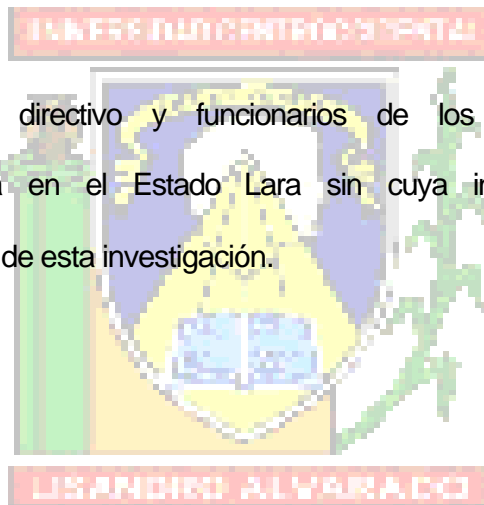 UNIVERSIDAD CENTROCCIDENTAL
directivo y funcionarios de los
en el Estado Lara sin cuya
de esta investigación.
LISANDRO ALVARADO